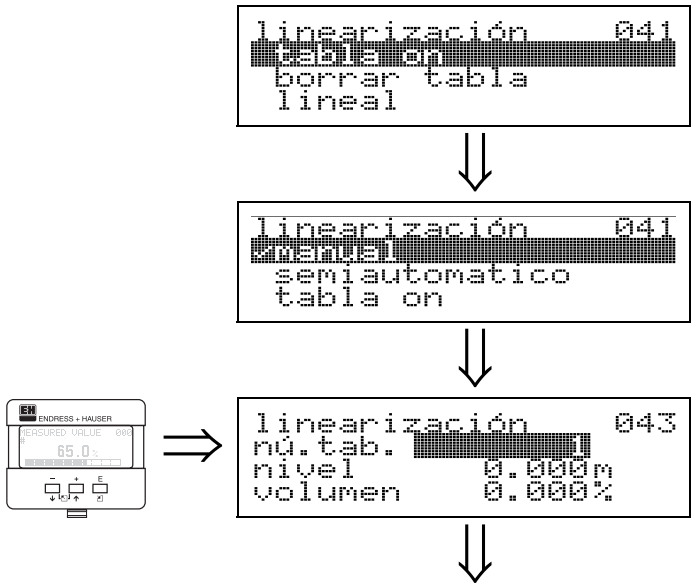 linearización 041
tabla on
borrar tabla
lineal
linearización 041
✓manual
semiautomatico
tabla on
EH
ENDRESS + HAUSER
MEASURED VALUE 000
#
65.0 %
- + E
linearización 043
nú.tab. 1
nivel 0.000m
volumen 0.000%